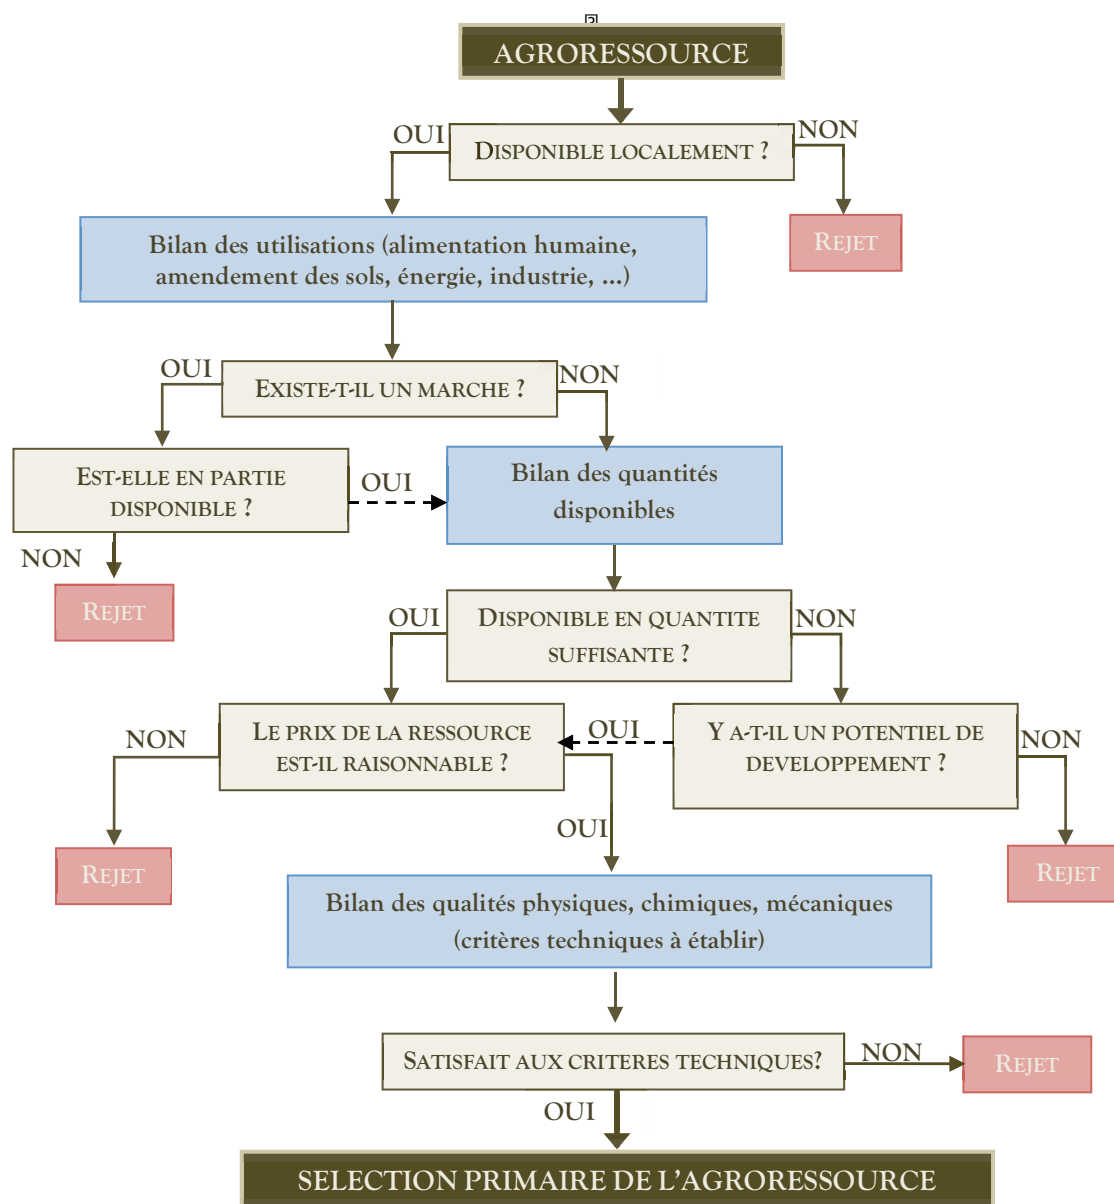 AGRORESSOURCE
OUI
NON
DISPONIBLE LOCALEMENT ?
REJET
Bilan des utilisations (alimentation humaine,
amendement des sols, énergie, industrie, ...)
OUI
NON
EXISTE-T-IL UN MARCHE ?
EST-ELLE EN PARTIE
DISPONIBLE ?
OUI
Bilan des quantités
disponibles
NON
REJET
OUI
NON
DISPONIBLE EN QUANTITE
SUFFISANTE ?
NON
LE PRIX DE LA RESSOURCE
EST-IL RAISONNABLE ?
OUI
Y A-T-IL UN POTENTIEL DE
DEVELOPPEMENT ?
NON
OUI
REJET
REJET
Bilan des qualités physiques, chimiques, mécaniques
(critères techniques à établir)
SATISFAIT AUX CRITERES TECHNIQUES?
NON
REJET
OUI
SELECTION PRIMAIRE DE L'AGRORESSOURCE